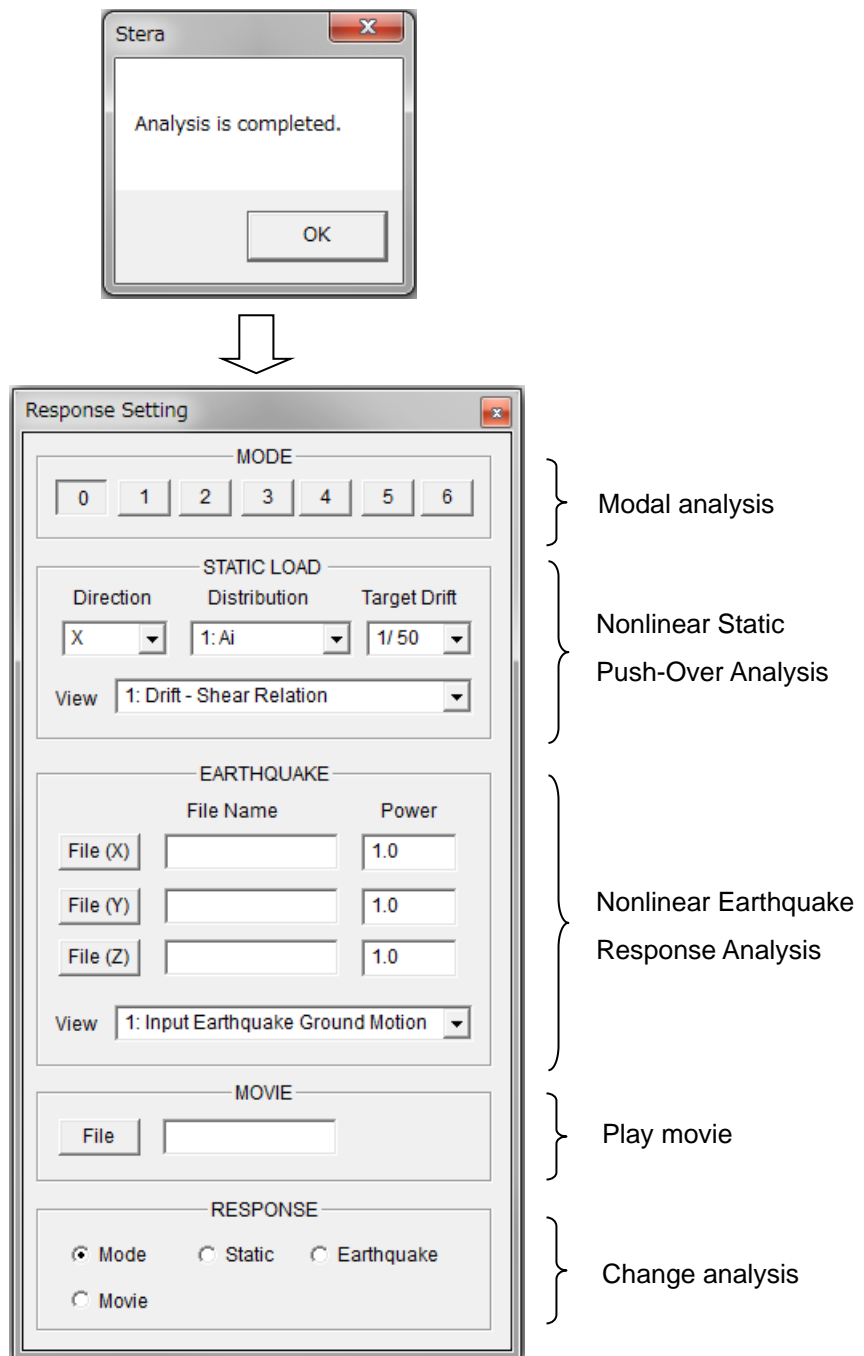 Stera
X
Analysis is completed.
OK
Response Setting
x
MODE
0 1 2 3 4 5 6
Modal analysis
STATIC LOAD
Direction Distribution Target Drift
X 1: Ai 1/ 50
View 1: Drift - Shear Relation
Nonlinear Static
Push-Over Analysis
EARTHQUAKE
File Name Power
File (X) 1.0
File (Y) 1.0
File (Z) 1.0
View 1: Input Earthquake Ground Motion
Nonlinear Earthquake
Response Analysis
MOVIE
File
Play movie
RESPONSE
Mode Static Earthquake
Movie
Change analysis